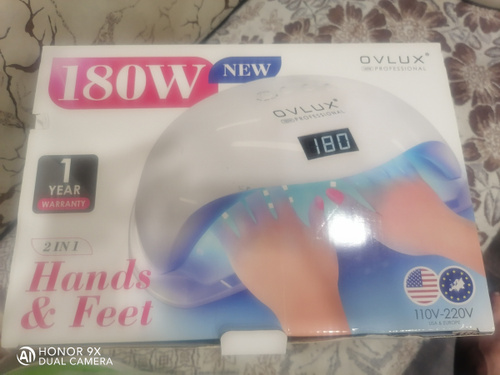 180W
NEW
OVLUX
PROFESSIONAL
OVLUX
PROFESSIONAL
180
1
YEAR
WARRANTY
2 IN 1
Hands
& Feet
110V-220V
AI HONOR 9X
DUAL CAMERA